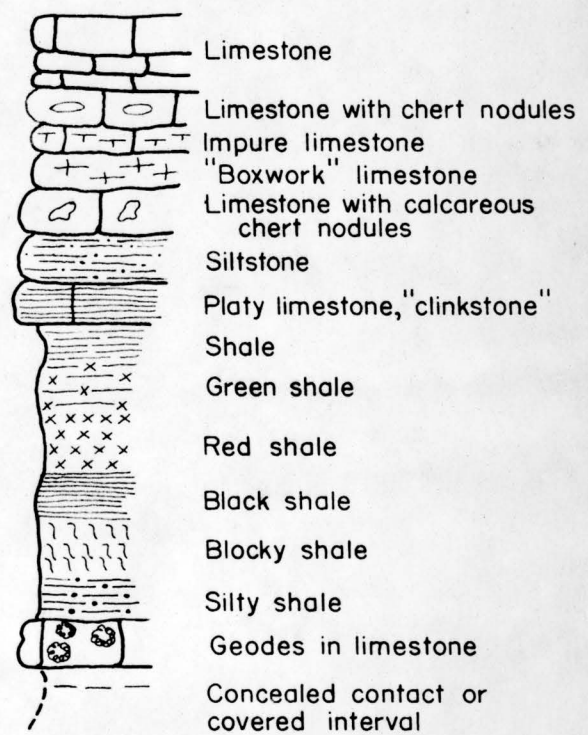 Limestone
Limestone with chert nodules
Impure limestone
"Boxwork" limestone
Limestone with calcareous
chert nodules
Siltstone
Platy limestone,"clinkstone"
Shale
Green shale
Red shale
Black shale
Blocky shale
Silty shale
Geodes in limestone
Concealed contact or
covered interval